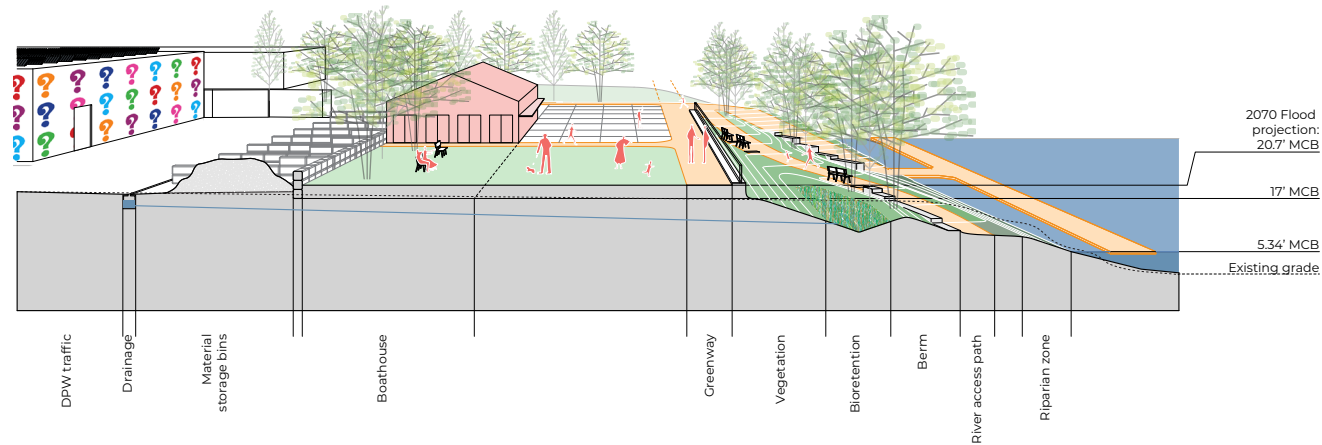 2070 Flood
projection:
20.7' MCB
17' MCB
5.34' MCB
Existing grade
DPW traffic
Drainage
Material
storage bins
Boathouse
Greenway
Vegetation
Bioretention
Berm
River access path
Riparian zone